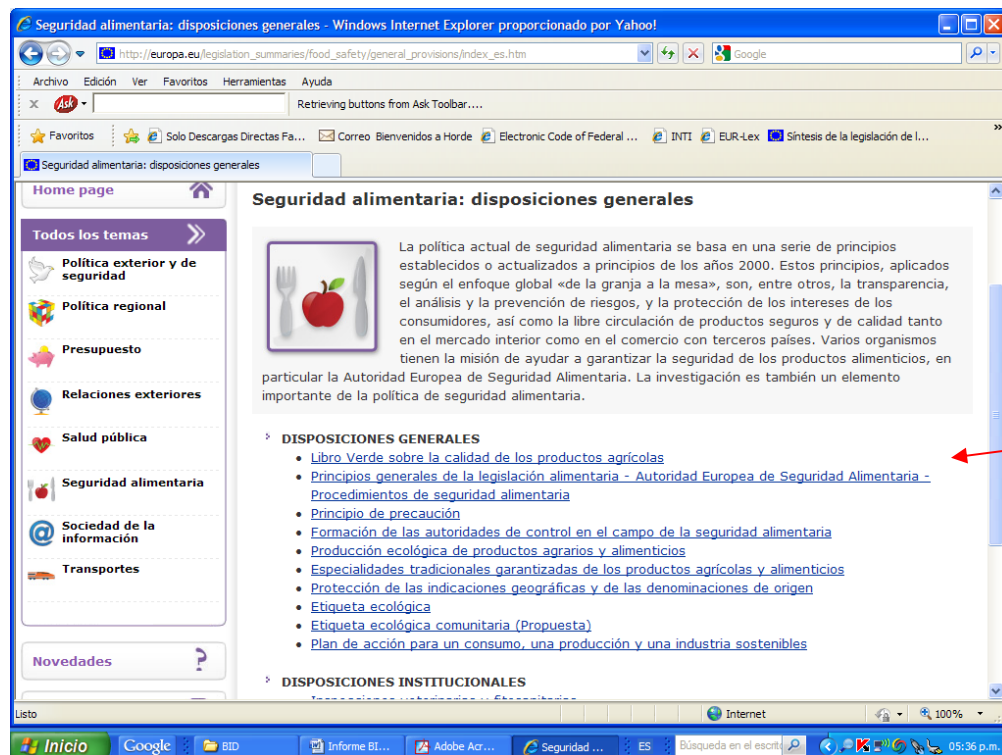 Seguridad alimentaria: disposiciones generales - Windows Internet Explorer proporcionado por Yahoo!
http://europa.eu/legislation_summaries/food_safety/general_provisions/index_es.htm
Google
Archivo Edición Ver Favoritos Herramientas Ayuda
x Ask Retrieving buttons from Ask Toolbar....
Favoritos Solo Descargas Directas Fa... Correo Bienvenidos a Horde Electronic Code of Federal ... INTI EUR-Lex Síntesis de la legislación de l... »
Seguridad alimentaria: disposiciones generales
Home page
Todos los temas
Política exterior y de
seguridad
Política regional
Presupuesto
Relaciones exteriores
Salud pública
Seguridad alimentaria
Sociedad de la
información
Transportes
Novedades
Seguridad alimentaria: disposiciones generales
La política actual de seguridad alimentaria se basa en una serie de principios
establecidos o actualizados a principios de los años 2000. Estos principios, aplicados
según el enfoque global «de la granja a la mesa», son, entre otros, la transparencia,
el análisis y la prevención de riesgos, y la protección de los intereses de los
consumidores, así como la libre circulación de productos seguros y de calidad tanto
en el mercado interior como en el comercio con terceros países. Varios organismos
tienen la misión de ayudar a garantizar la seguridad de los productos alimenticios, en
particular la Autoridad Europea de Seguridad Alimentaria. La investigación es también un elemento
importante de la política de seguridad alimentaria.
DISPOSICIONES GENERALES
• Libro Verde sobre la calidad de los productos agrícolas
• Principios generales de la legislación alimentaria - Autoridad Europea de Seguridad Alimentaria -
Procedimientos de seguridad alimentaria
• Principio de precaución
• Formación de las autoridades de control en el campo de la seguridad alimentaria
• Producción ecológica de productos agrarios y alimenticios
• Especialidades tradicionales garantizadas de los productos agrícolas y alimenticios
• Protección de las indicaciones geográficas y de las denominaciones de origen
• Etiqueta ecológica
• Etiqueta ecológica comunitaria (Propuesta)
• Plan de acción para un consumo, una producción y una industria sostenibles
DISPOSICIONES INSTITUCIONALES
Listo Internet 100%
Inicio Google BID Informe BI... Adobe Acr... Seguridad ... ES Búsqueda en el escrit 05:36 p.m.